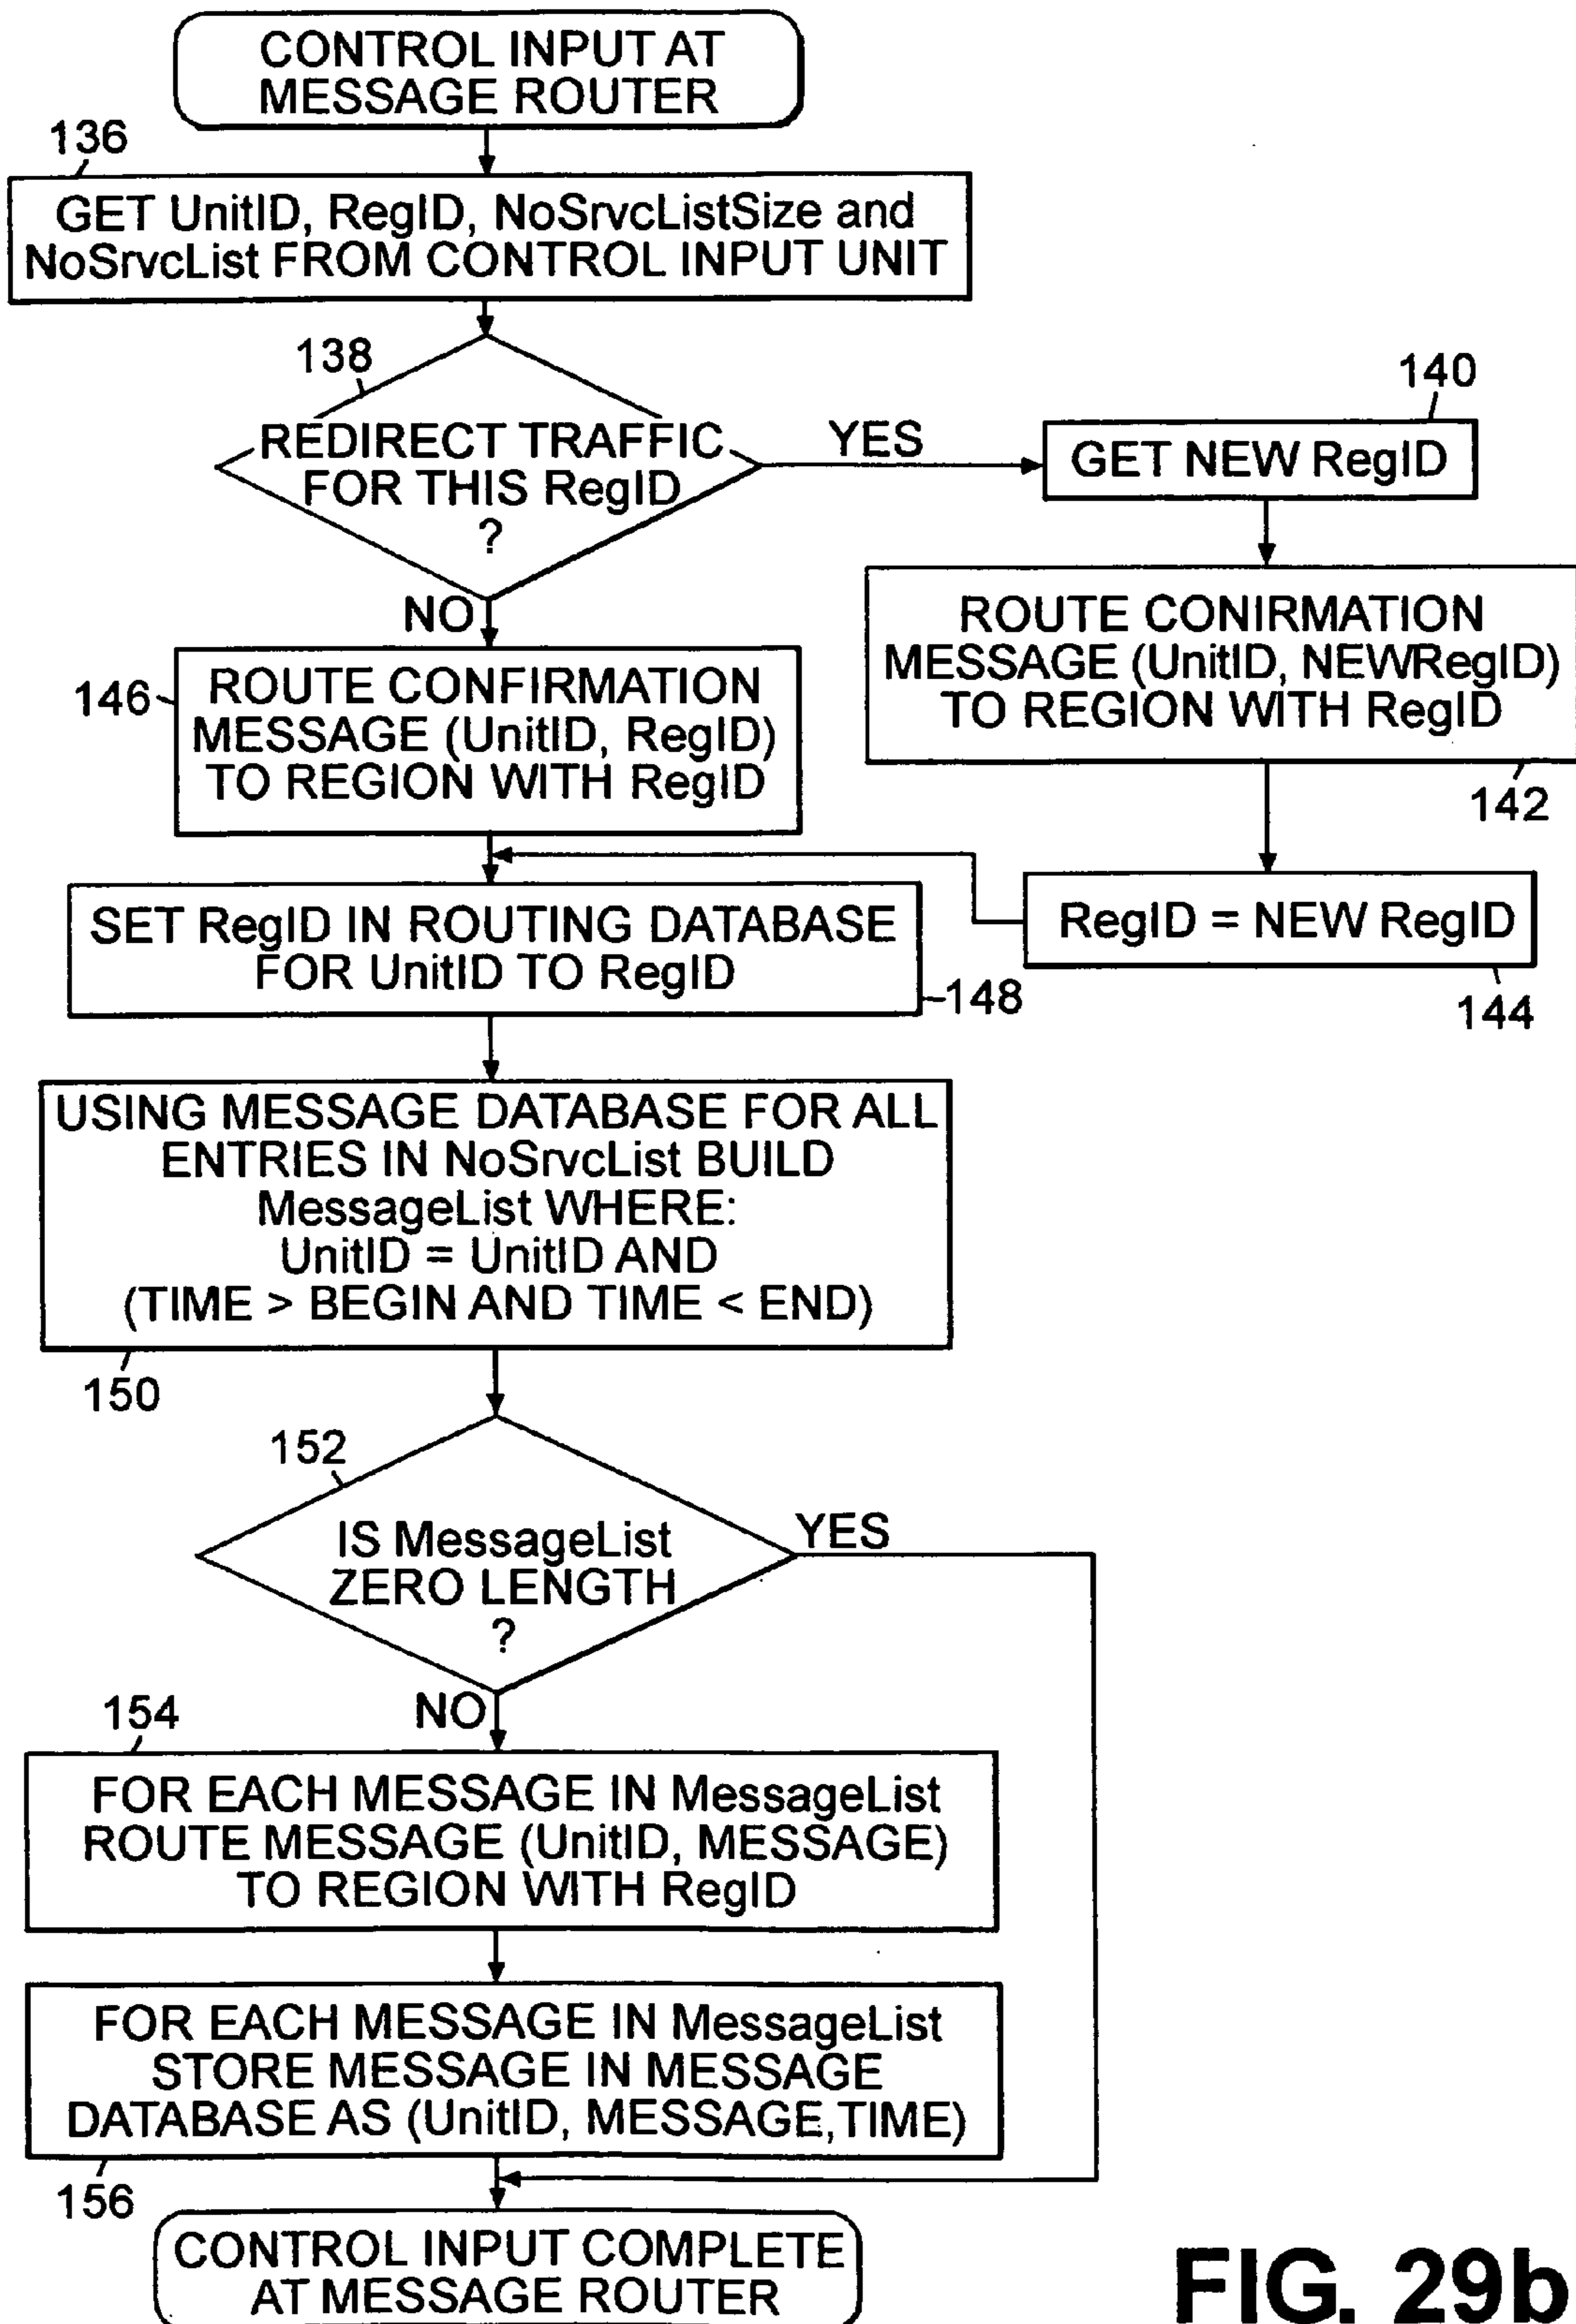 CONTROL INPUT AT
MESSAGE ROUTER
136
GET UnitID, RegID, NoSrvcListSize and
NoSrvcList FROM CONTROL INPUT UNIT
138
REDIRECT TRAFFIC
FOR THIS RegID
?
YES
NO
140
GET NEW RegID
ROUTE CONIRMATION
MESSAGE (UnitID, NEWRegID)
TO REGION WITH RegID
142
146
ROUTE CONFIRMATION
MESSAGE (UnitID, RegID)
TO REGION WITH RegID
RegID = NEW RegID
144
SET RegID IN ROUTING DATABASE
FOR UnitID TO RegID
148
USING MESSAGE DATABASE FOR ALL
ENTRIES IN NoSrvcList BUILD
MessageList WHERE:
UnitID = UnitID AND
(TIME > BEGIN AND TIME < END)
150
152
IS MessageList
ZERO LENGTH
?
YES
NO
154
FOR EACH MESSAGE IN MessageList
ROUTE MESSAGE (UnitID, MESSAGE)
TO REGION WITH RegID
FOR EACH MESSAGE IN MessageList
STORE MESSAGE IN MESSAGE
DATABASE AS (UnitID, MESSAGE,TIME)
156
CONTROL INPUT COMPLETE
AT MESSAGE ROUTER
FIG. 29b